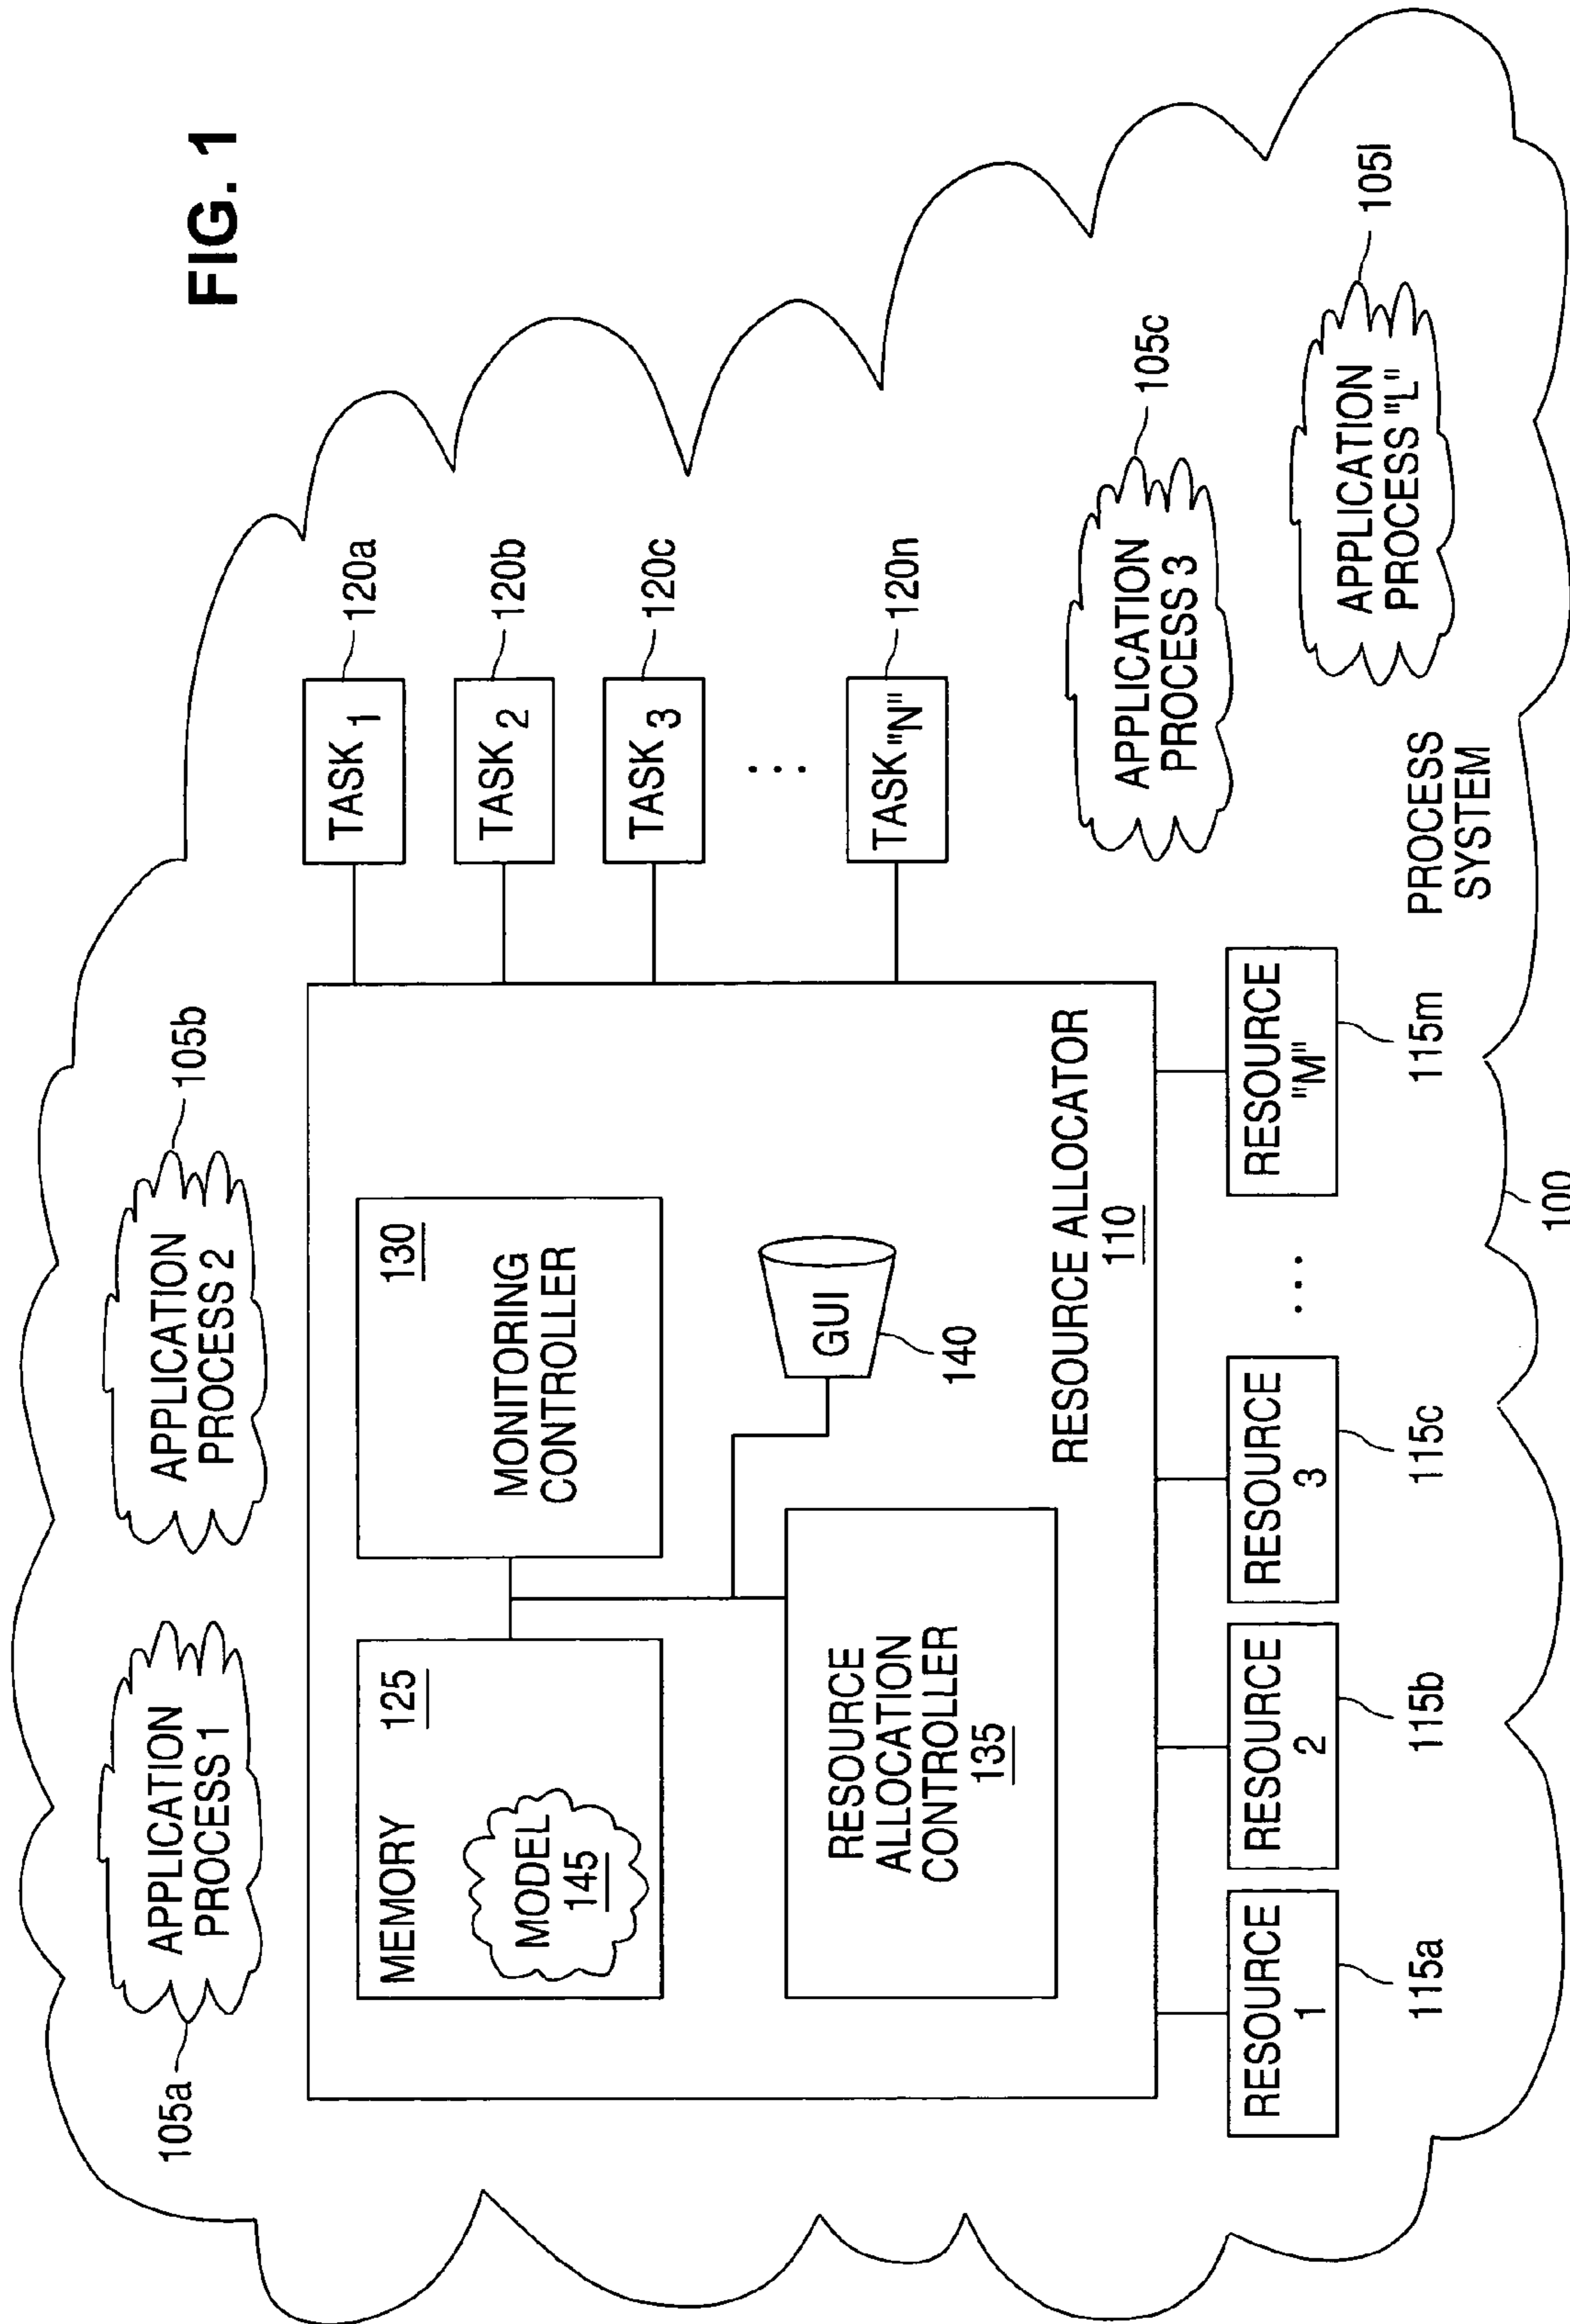 FIG. 1
105a
APPLICATION
PROCESS 1
APPLICATION
PROCESS 2
105b
MEMORY
125
MODEL
145
130
MONITORING
CONTROLLER
RESOURCE
ALLOCATION
CONTROLLER
135
GUI
140
RESOURCE ALLOCATOR
110
TASK 1
120a
TASK 2
120b
TASK 3
120c
...
TASK "N"
120n
APPLICATION
PROCESS 3
105c
APPLICATION
PROCESS "L"
105l
RESOURCE
1
115a
RESOURCE
2
115b
RESOURCE
3
115c
...
RESOURCE
"M"
115m
PROCESS
SYSTEM
100